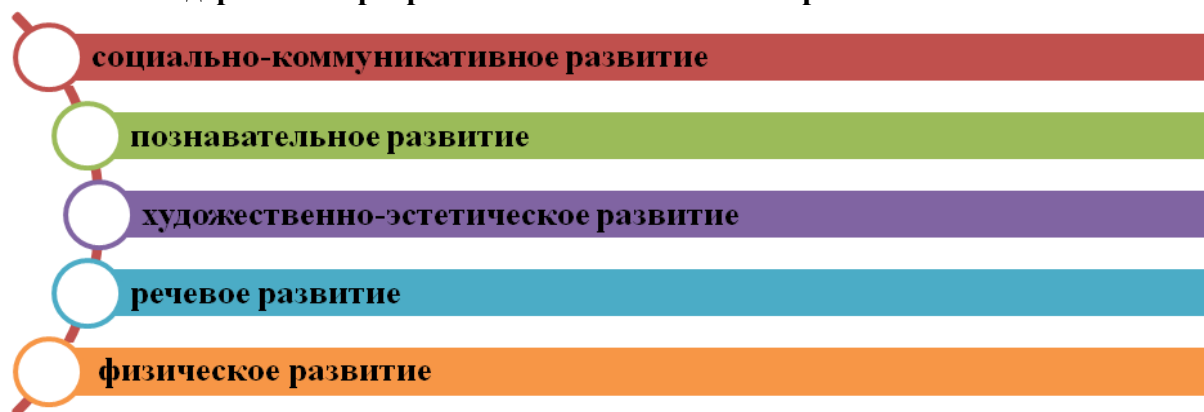 социально-коммуникативное развитие
познавательное развитие
художественно-эстетическое развитие
речевое развитие
физическое развитие